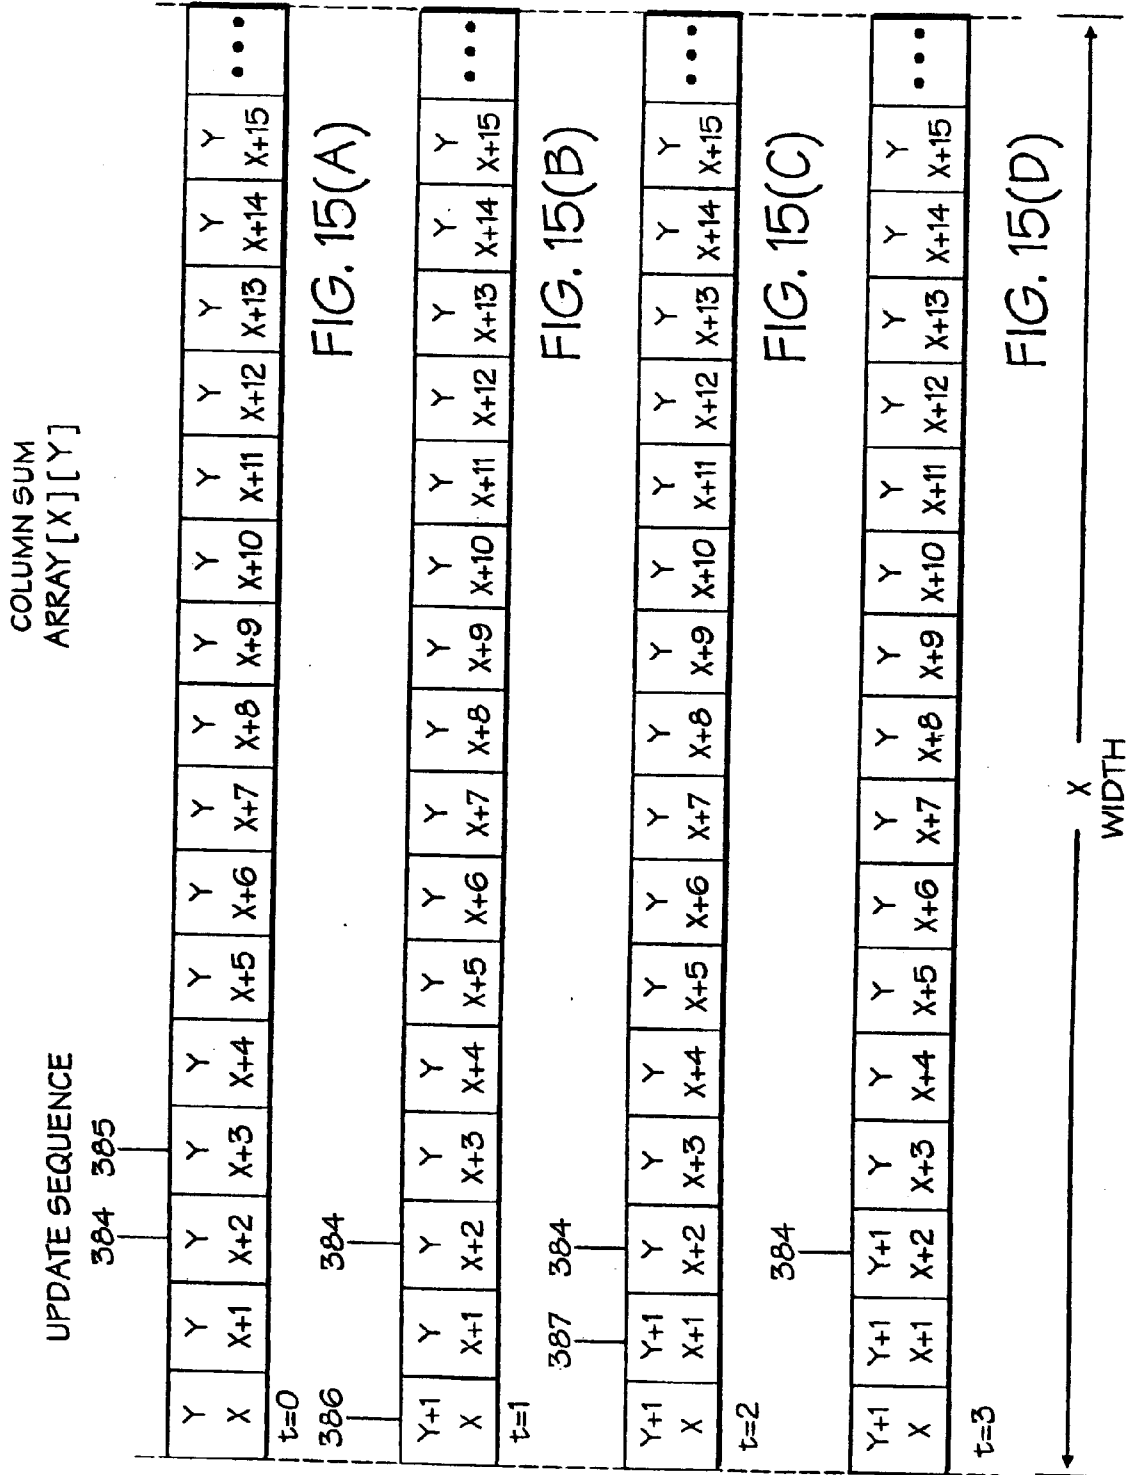 COLUMN SUM
ARRAY [X] [Y]
UPDATE SEQUENCE
384 385
Y Y Y Y Y Y Y Y Y Y Y Y Y Y Y Y •••
X X+1 X+2 X+3 X+4 X+5 X+6 X+7 X+8 X+9 X+10 X+11 X+12 X+13 X+14 X+15
t=0
FIG. 15(A)
386 384
Y+1 Y Y Y Y Y Y Y Y Y Y Y Y Y Y Y •••
X X+1 X+2 X+3 X+4 X+5 X+6 X+7 X+8 X+9 X+10 X+11 X+12 X+13 X+14 X+15
t=1
FIG. 15(B)
387 384
Y+1 Y+1 Y Y Y Y Y Y Y Y Y Y Y Y Y Y •••
X X+1 X+2 X+3 X+4 X+5 X+6 X+7 X+8 X+9 X+10 X+11 X+12 X+13 X+14 X+15
t=2
FIG. 15(C)
384
Y+1 Y+1 Y+1 Y Y Y Y Y Y Y Y Y Y Y Y Y •••
X X+1 X+2 X+3 X+4 X+5 X+6 X+7 X+8 X+9 X+10 X+11 X+12 X+13 X+14 X+15
t=3
FIG. 15(D)
X
WIDTH